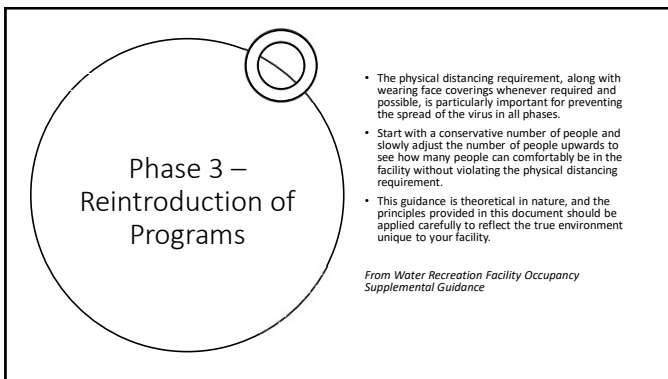 Phase 3 –
Reintroduction of
Programs
• The physical distancing requirement, along with
wearing face coverings whenever required and
possible, is particularly important for preventing
the spread of the virus in all phases.
• Start with a conservative number of people and
slowly adjust the number of people upwards to
see how many people can comfortably be in the
facility without violating the physical distancing
requirement.
• This guidance is theoretical in nature, and the
principles provided in this document should be
applied carefully to reflect the true environment
unique to your facility.
From Water Recreation Facility Occupancy
Supplemental Guidance